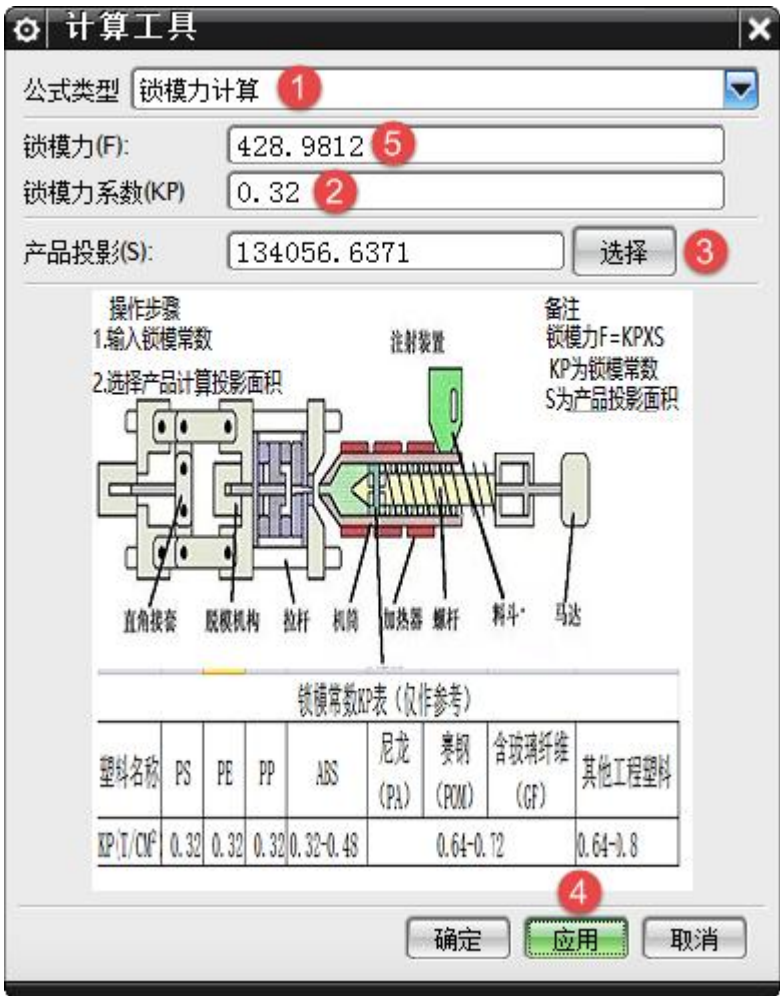 计算工具
公式类型 锁模力计算 1
锁模力(F): 428.9812 5
锁模力系数(KP) 0.32 2
产品投影(S): 134056.6371 选择 3
操作步骤
1.输入锁模常数
2.选择产品计算投影面积
注射装置
备注
锁模力F=KPXS
KP为锁模常数
S为产品投影面积
直角接套 脱模机构 拉杆 机筒 加热器 螺杆 料斗 马达
锁模常数KP表（仅作参考）
塑料名称 PS PE PP ABS 尼龙(PA) 赛钢(POM) 含玻璃纤维(GF) 其他工程塑料
KP(T/CM² 0.32 0.32 0.32 0.32-0.48 0.64-0.72 0.64-0.8
4
确定 应用 取消